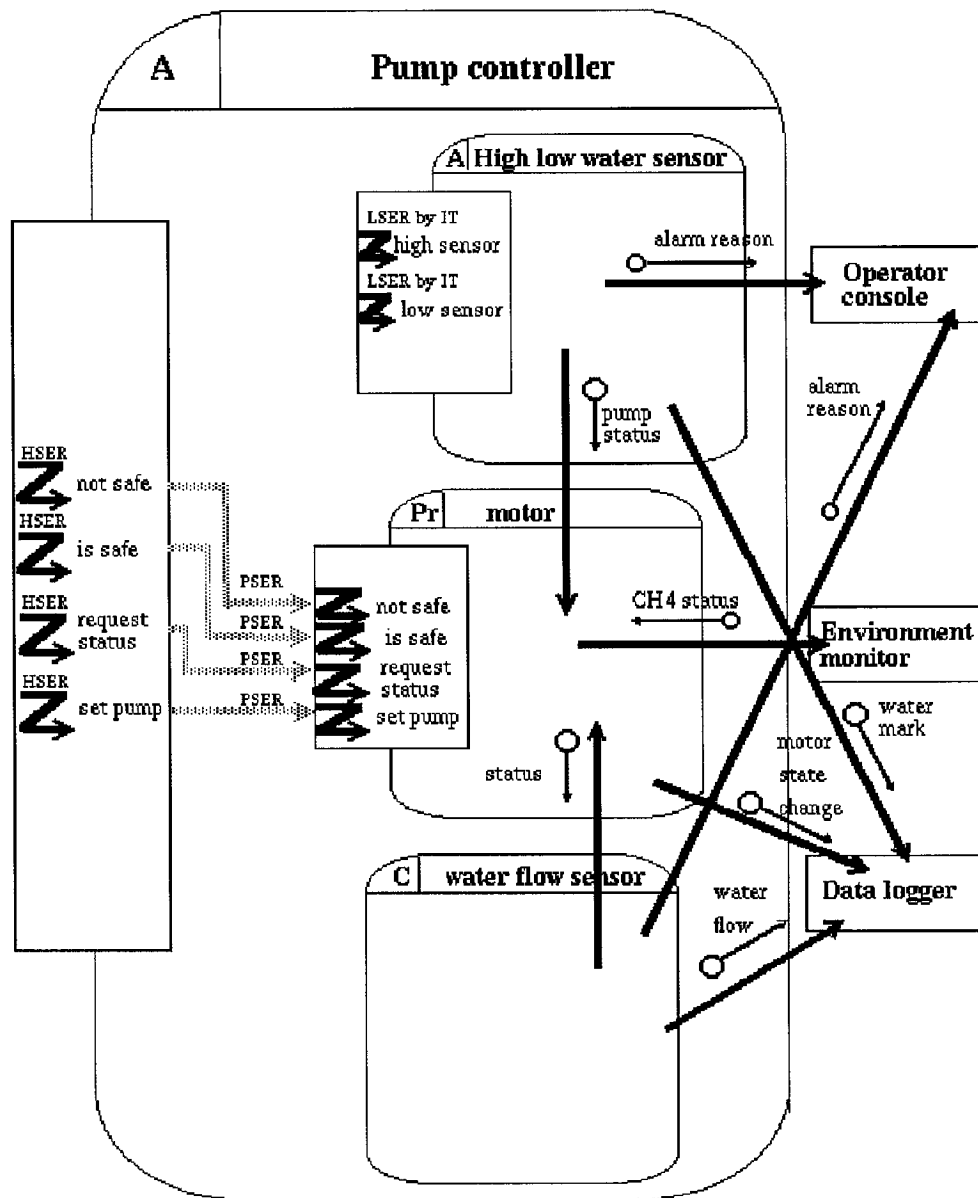 A
Pump controller
A
High low water sensor
LSER by IT
high sensor
LSER by IT
low sensor
alarm reason
Operator
console
alarm
reason
pump
status
HSER
not safe
HSER
is safe
HSER
request
status
HSER
set pump
Pr
motor
PSER
PSER
PSER
PSER
not safe
is safe
request
status
set pump
CH4 status
Environment
monitor
water
mark
motor
state
change
status
C
water flow sensor
water
flow
Data logger